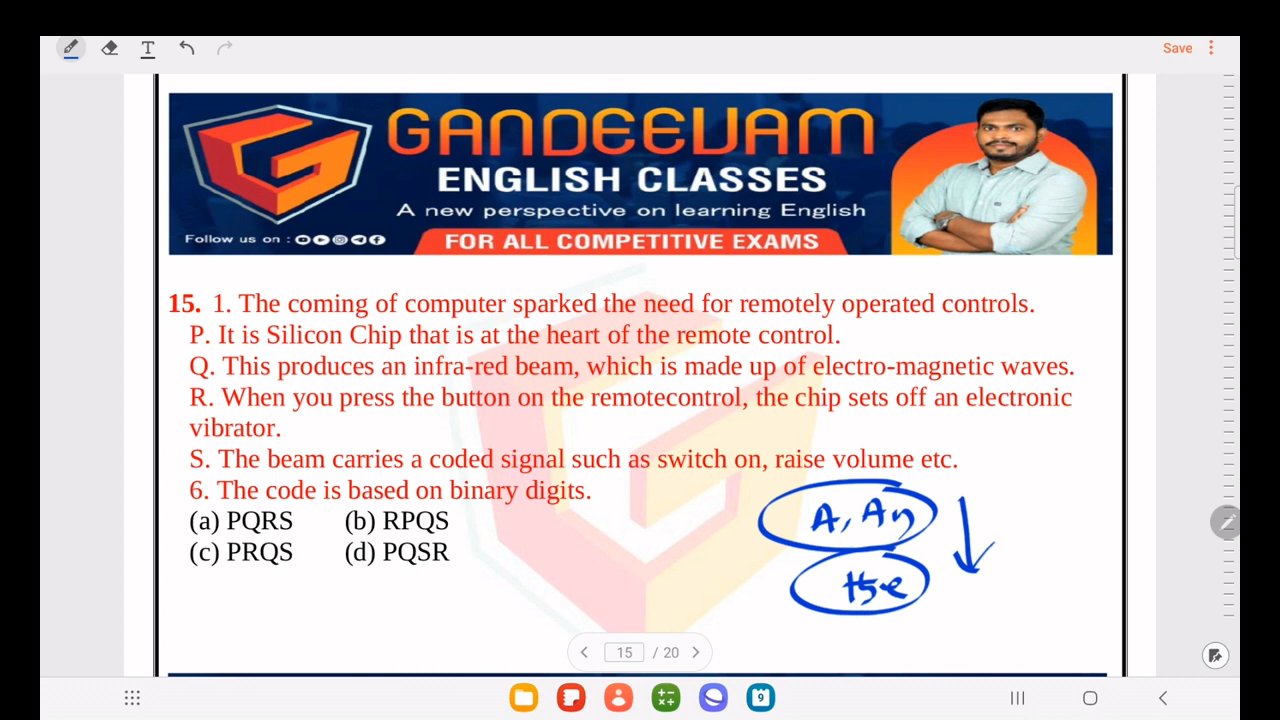 Save
GANDEEVAM
ENGLISH CLASSES
A new perspective on learning English
Follow us on :
FOR ALL COMPETITIVE EXAMS
15. 1. The coming of computer sparked the need for remotely operated controls.
P. It is Silicon Chip that is at the heart of the remote control.
Q. This produces an infra-red beam, which is made up of electro-magnetic waves.
R. When you press the button on the remotecontrol, the chip sets off an electronic
vibrator.
S. The beam carries a coded signal such as switch on, raise volume etc.
6. The code is based on binary digits.
(a) PQRS (b) RPQS
(c) PRQS (d) PQSR
A, An
the
15 / 20
9